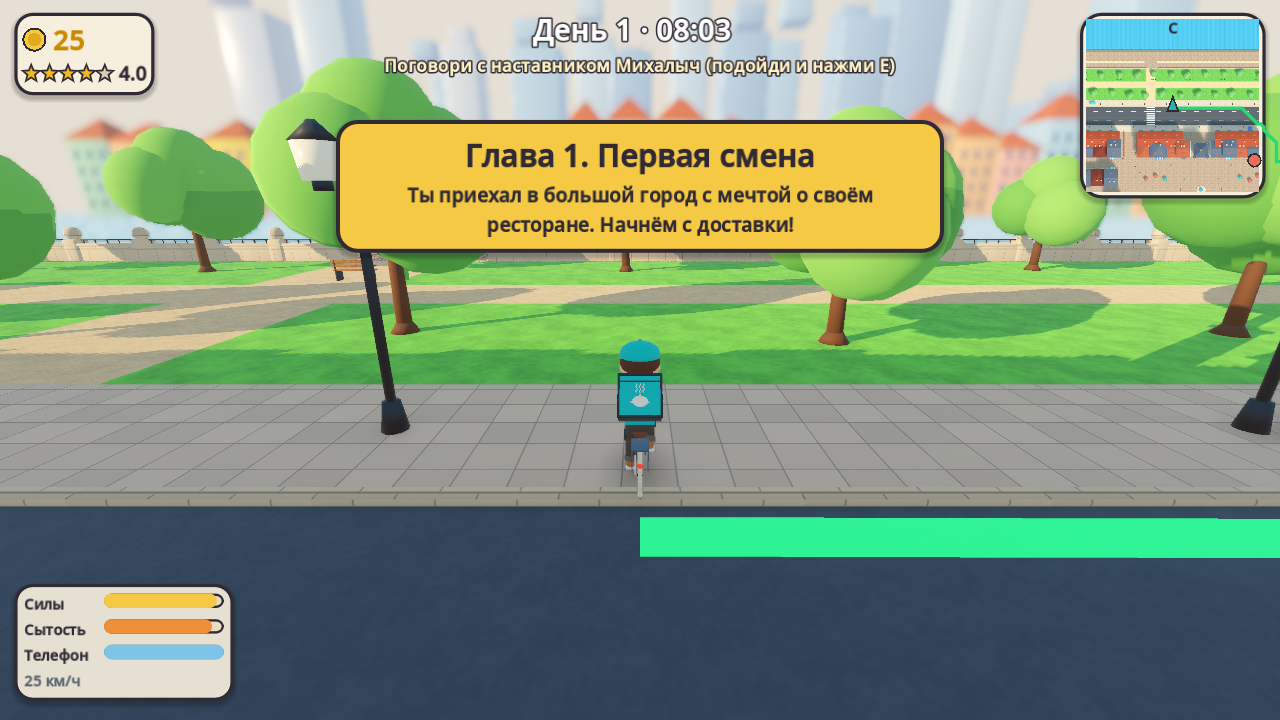 25
4.0
День 1 · 08:03
Поговори с наставником Михалыч (подойди и нажми E)
С
Глава 1. Первая смена
Ты приехал в большой город с мечтой о своём
ресторане. Начнём с доставки!
Силы
Сытость
Телефон
25 км/ч